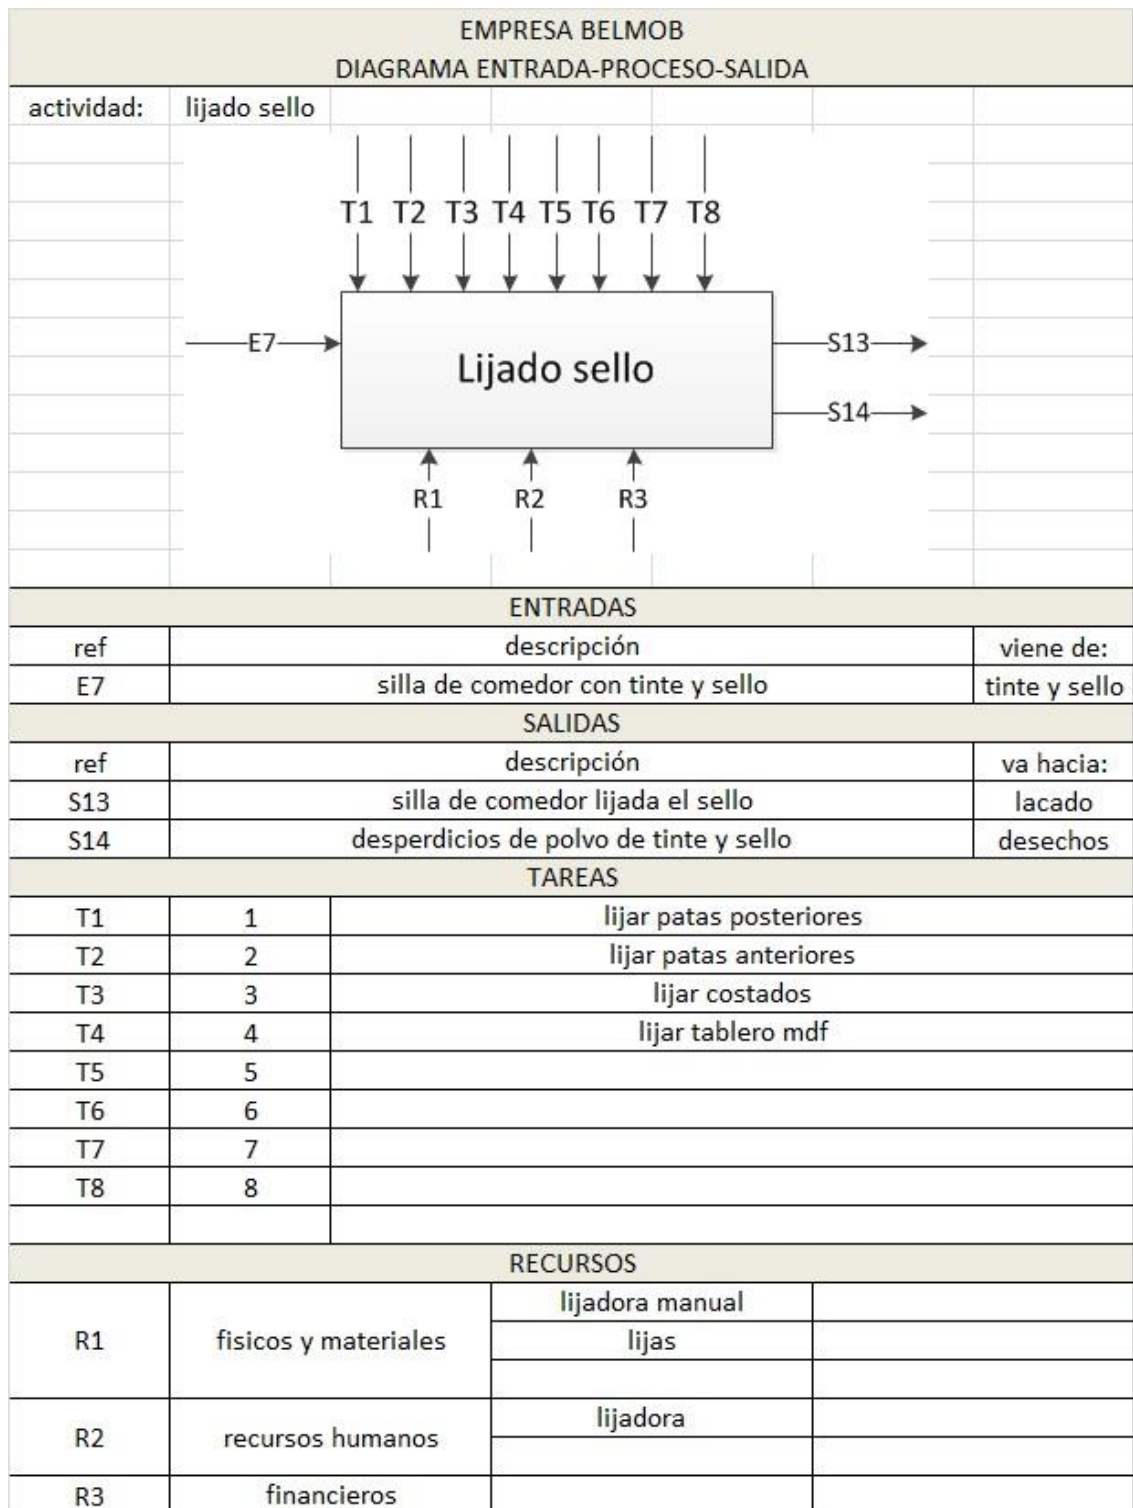 EMPRESA BELMOB
DIAGRAMA ENTRADA-PROCESO-SALIDA
actividad: lijado sello
T1 T2 T3 T4 T5 T6 T7 T8
E7
Lijado sello
S13
S14
R1 R2 R3
ENTRADAS
ref descripción viene de:
E7 silla de comedor con tinte y sello tinte y sello
SALIDAS
ref descripción va hacia:
S13 silla de comedor lijada el sello lacado
S14 desperdicios de polvo de tinte y sello desechos
TAREAS
T1 1 lijar patas posteriores
T2 2 lijar patas anteriores
T3 3 lijar costados
T4 4 lijar tablero mdf
T5 5
T6 6
T7 7
T8 8
RECURSOS
R1 fisicos y materiales lijadora manual
lijas
R2 recursos humanos lijadora
R3 financieros